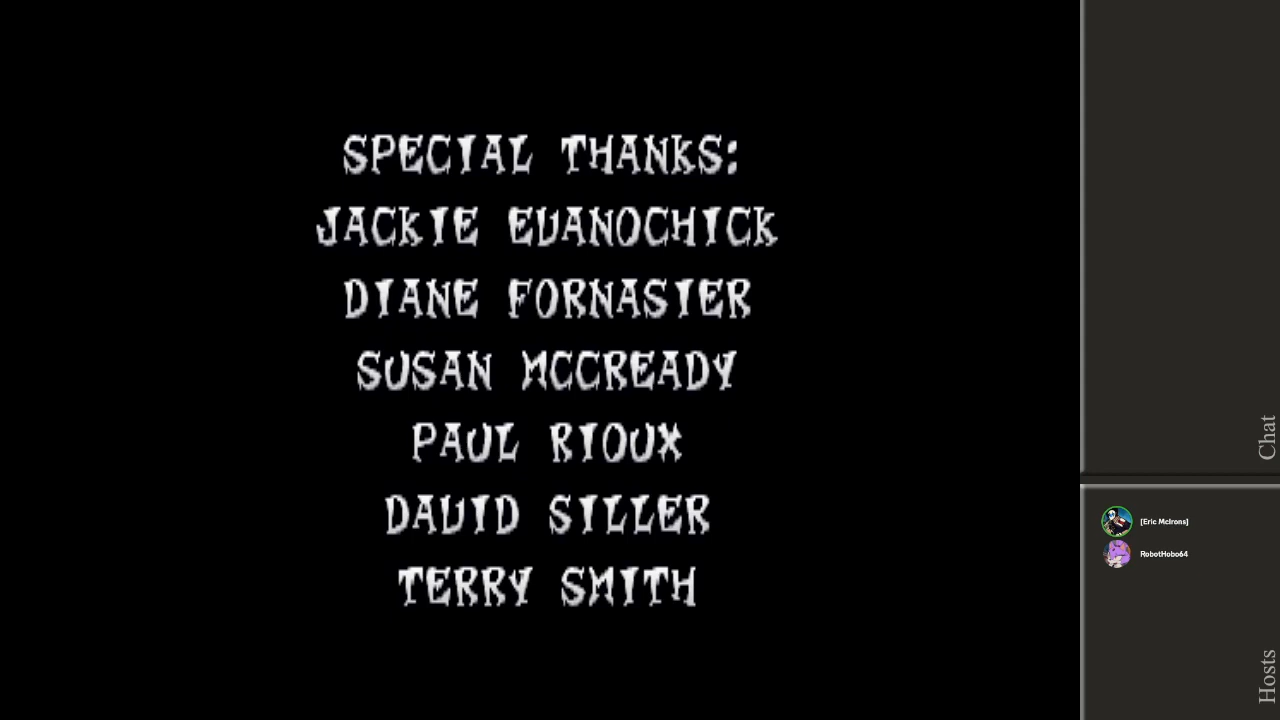 SPECIAL THANKS:
JACKIE EVANOCHICK
DIANE FORNASIER
SUSAN MCCREADY
PAUL RIOUX
DAVID SILLER
TERRY SMITH
Chat
[Eric McIrons]
RobotHobo64
Hosts